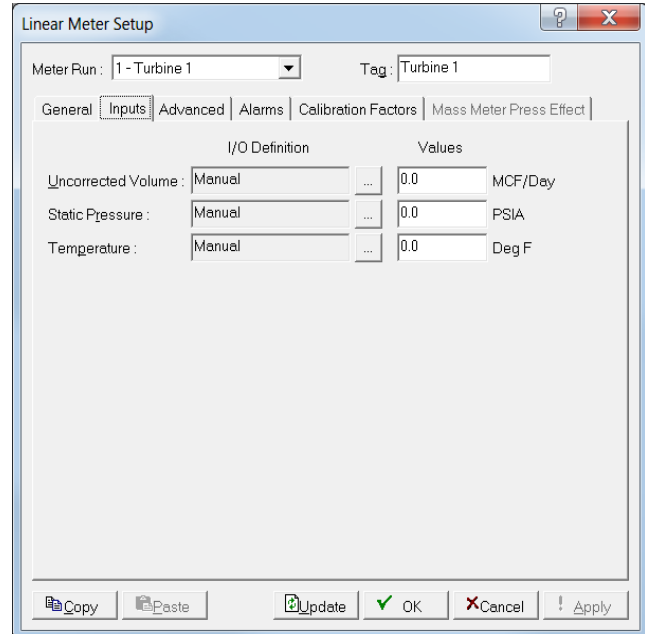 Linear Meter Setup
Meter Run : 1 - Turbine 1 Tag : Turbine 1
General Inputs Advanced Alarms Calibration Factors Mass Meter Press Effect
I/O Definition Values
Uncorrected Volume : Manual ... 0.0 MCF/Day
Static Pressure : Manual ... 0.0 PSIA
Temperature : Manual ... 0.0 Deg F
Copy Paste Update OK Cancel ! Apply